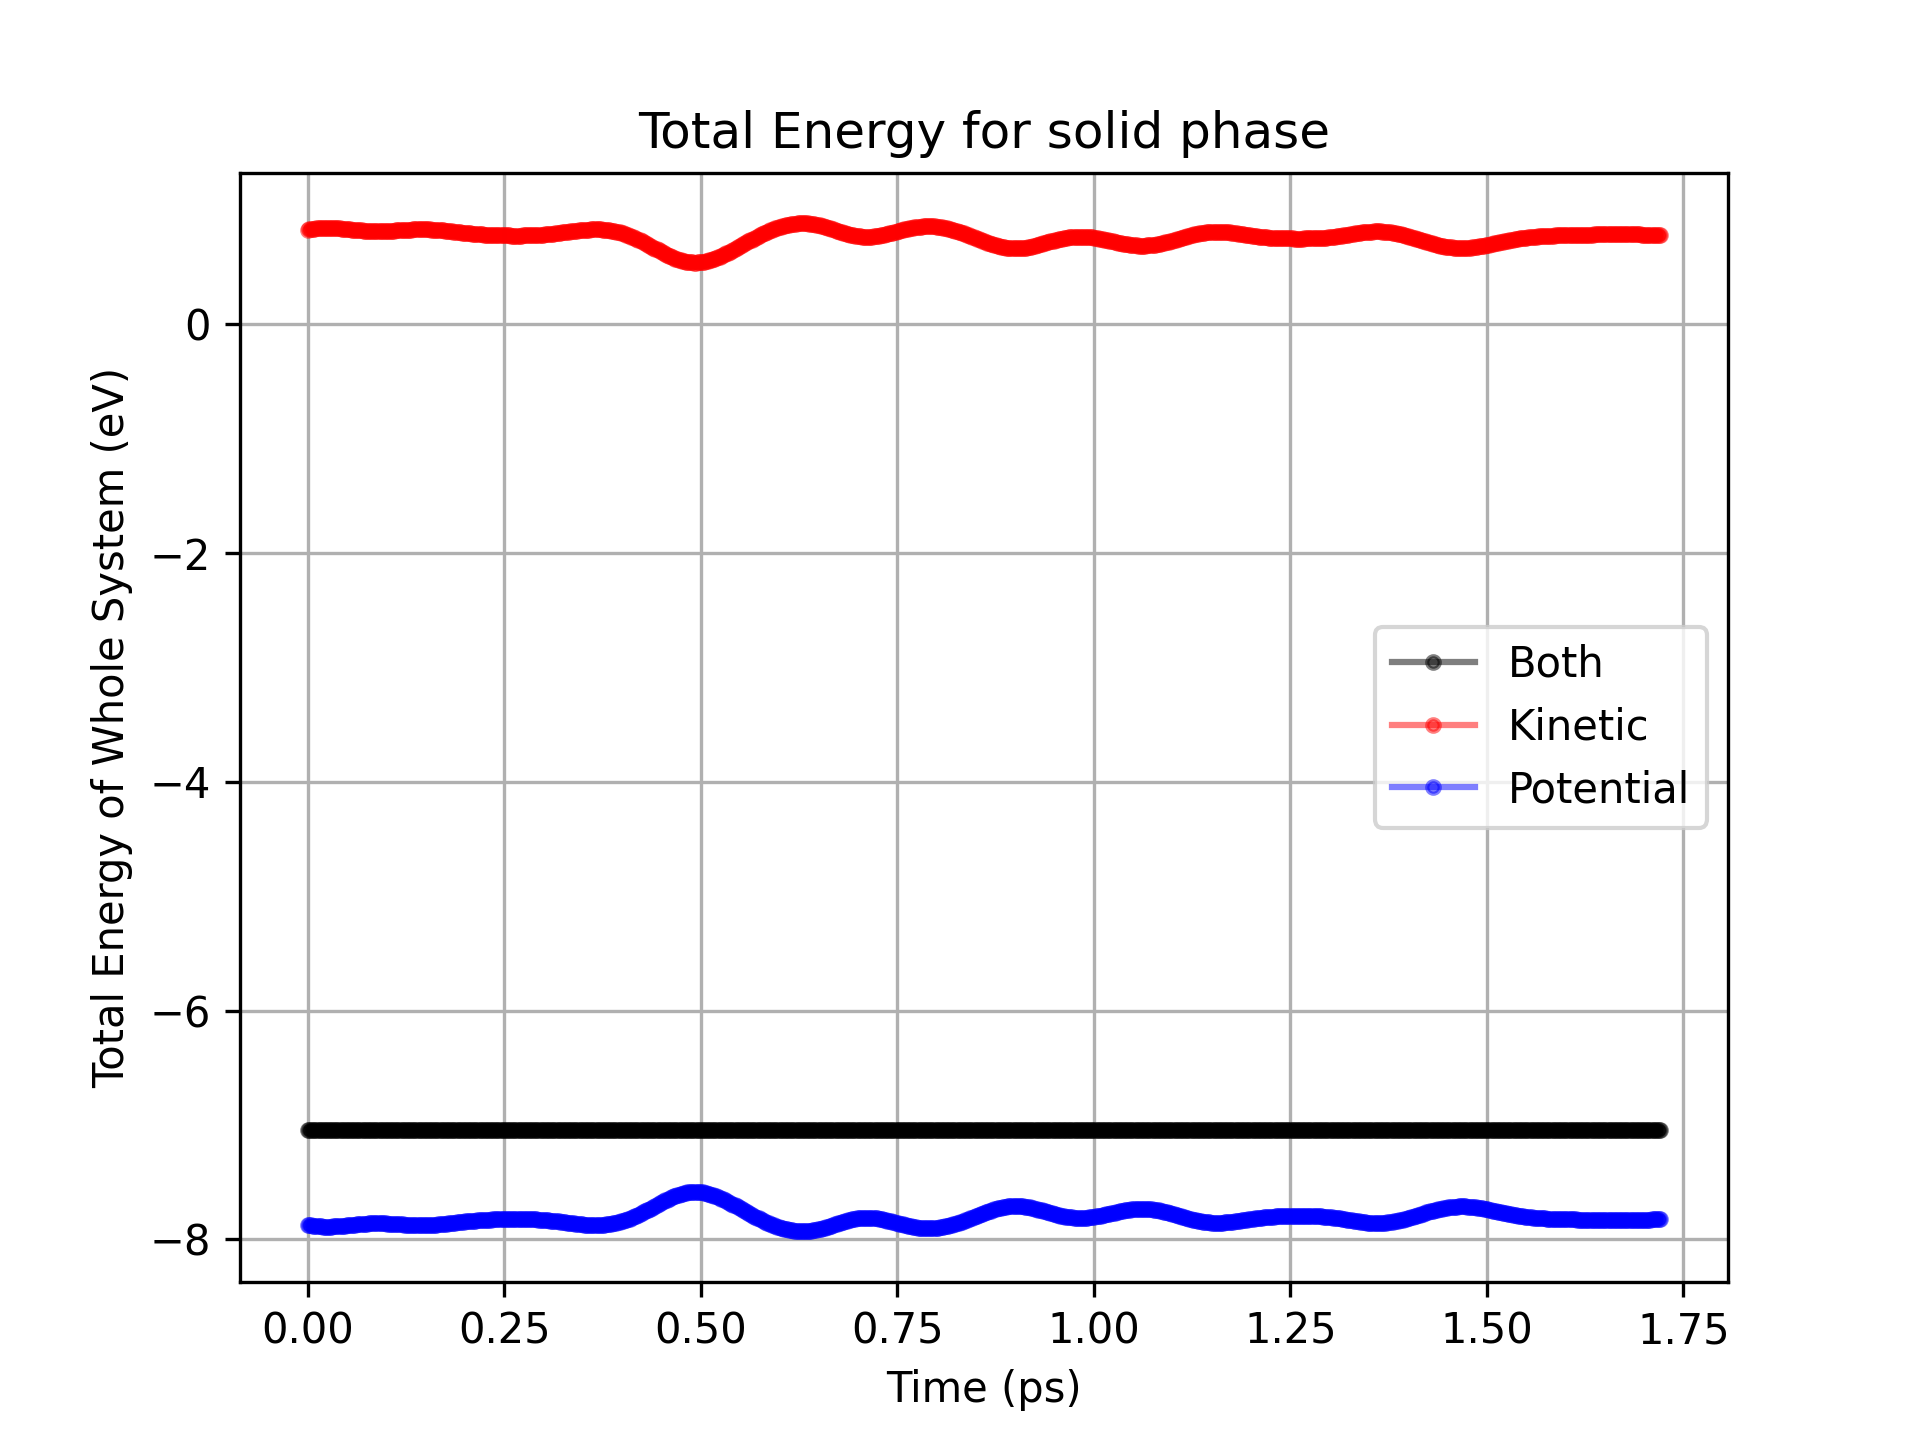 Total Energy for solid phase
Total Energy of Whole System (eV)
0
−2
−4
−6
−8
Both
Kinetic
Potential
0.00 0.25 0.50 0.75 1.00 1.25 1.50 1.75
Time (ps)